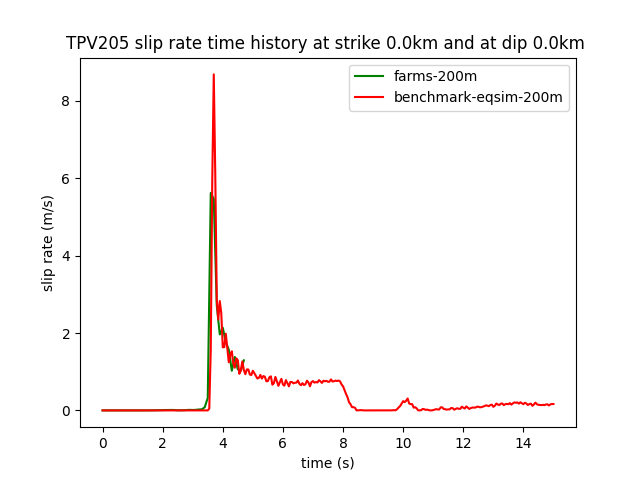 TPV205 slip rate time history at strike 0.0km and at dip 0.0km
farms-200m
benchmark-eqsim-200m
slip rate (m/s)
8
6
4
2
0
0 2 4 6 8 10 12 14
time (s)